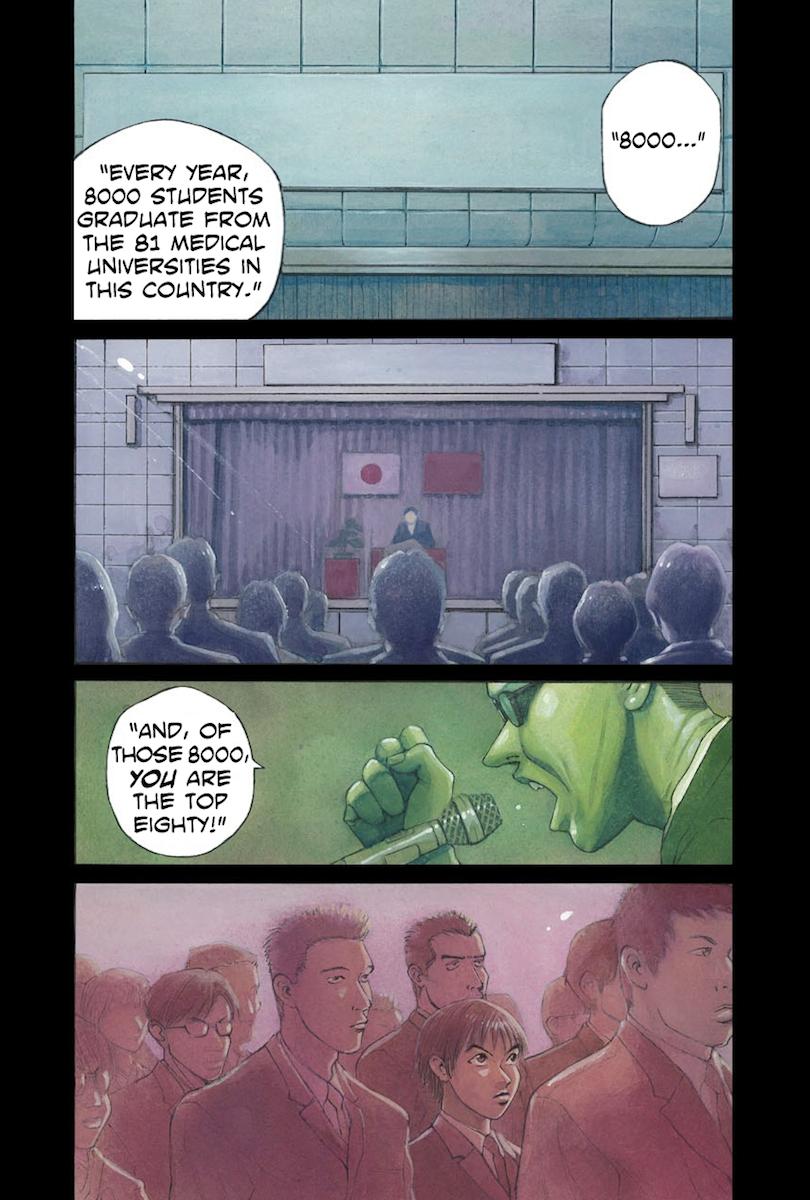 "8000..."
"EVERY YEAR,
8000 STUDENTS
GRADUATE FROM
THE 81 MEDICAL
UNIVERSITIES IN
THIS COUNTRY."
"AND, OF
THOSE 8000,
YOU ARE
THE TOP
EIGHTY!"